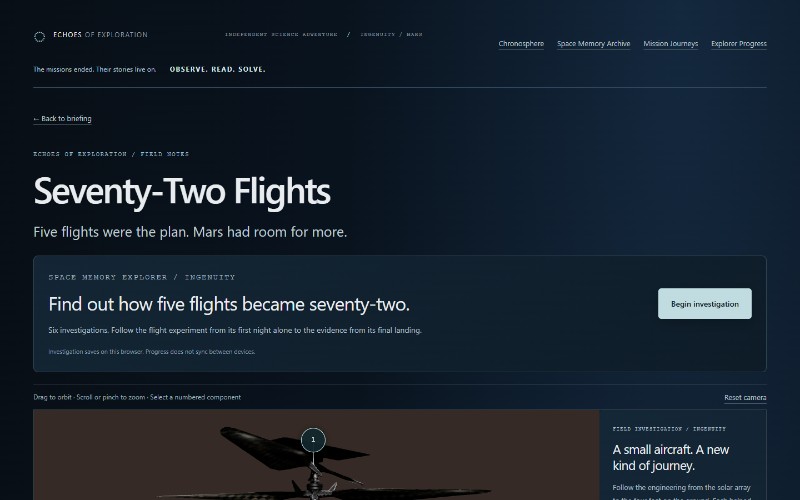 ECHOES OF EXPLORATION
INDEPENDENT SCIENCE ADVENTURE / INGENUITY / MARS
Chronosphere Space Memory Archive Mission Journeys Explorer Progress
The missions ended. Their stories live on. OBSERVE. READ. SOLVE.
← Back to briefing
ECHOES OF EXPLORATION / FIELD NOTES
Seventy-Two Flights
Five flights were the plan. Mars had room for more.
SPACE MEMORY EXPLORER / INGENUITY
Find out how five flights became seventy-two.
Begin investigation
Six investigations. Follow the flight experiment from its first night alone to the evidence from its final landing.
Investigation saves on this browser. Progress does not sync between devices.
Drag to orbit · Scroll or pinch to zoom · Select a numbered component
Reset camera
1
FIELD INVESTIGATION / INGENUITY
A small aircraft. A new
kind of journey.
Follow the engineering from the solar array